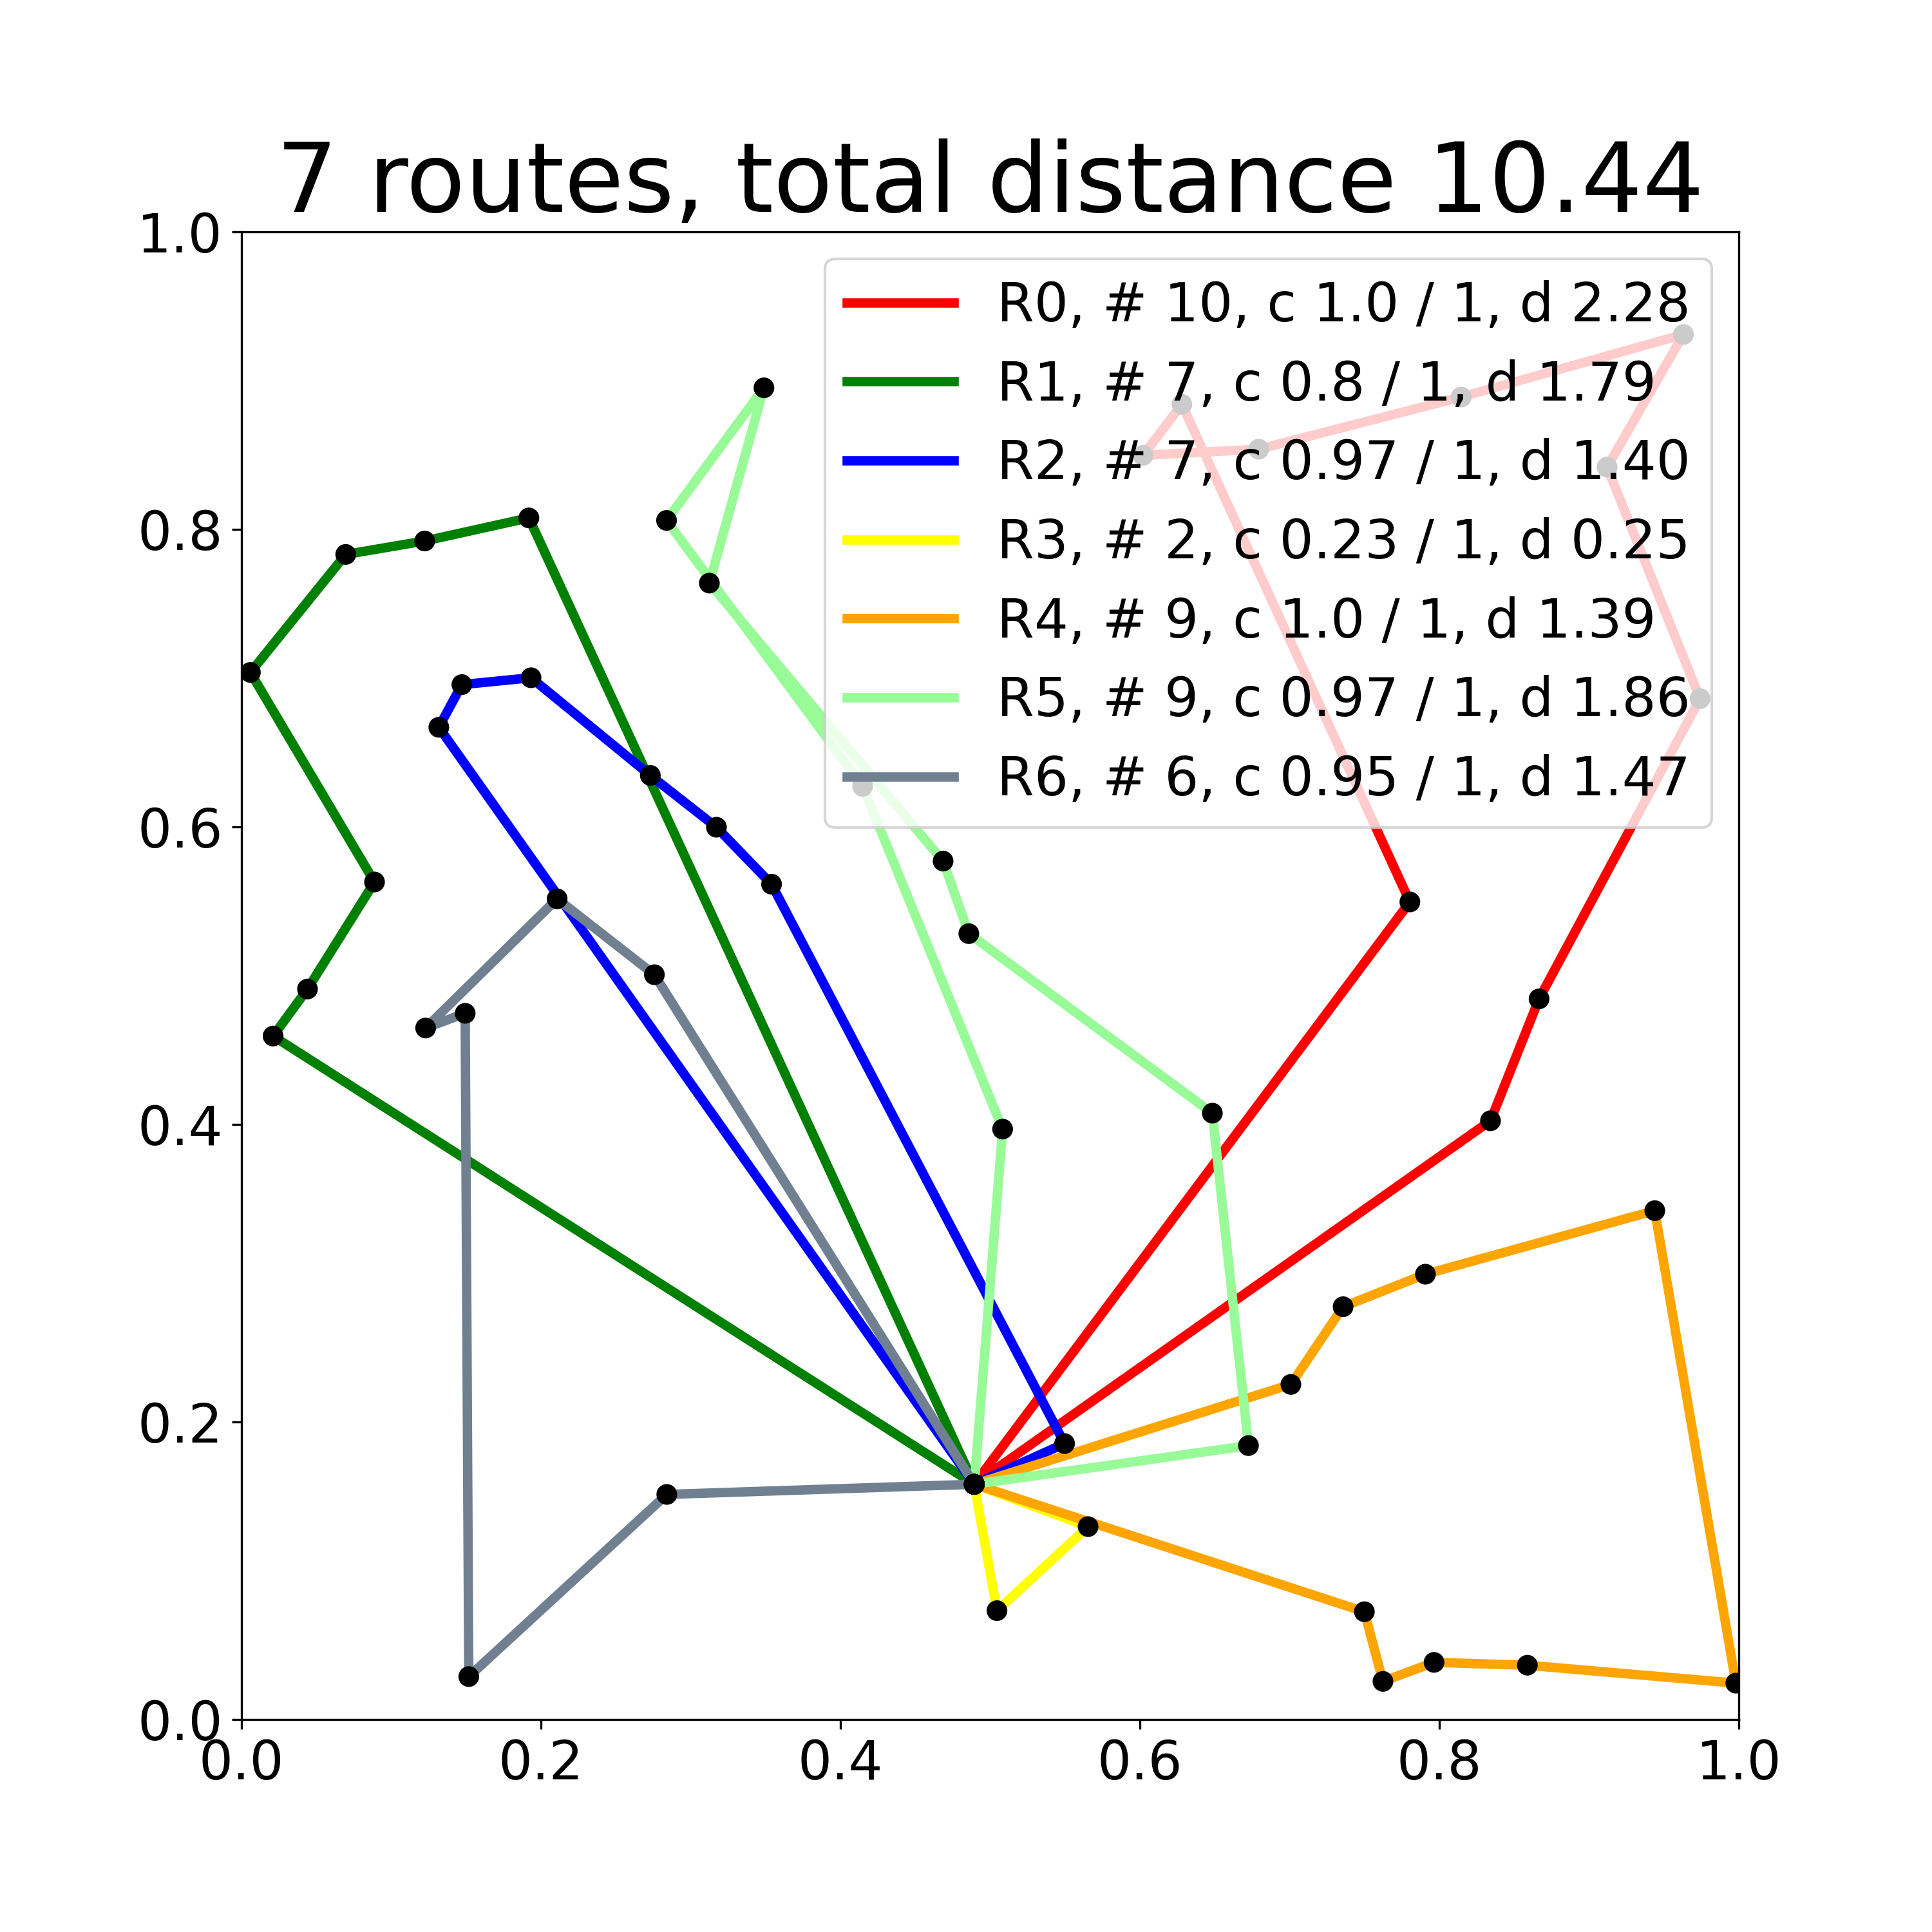 7 routes, total distance 10.44
1.0
0.8
0.6
0.4
0.2
0.0
R0, # 10, c 1.0 / 1, d 2.28
R1, # 7, c 0.8 / 1, d 1.79
R2, # 7, c 0.97 / 1, d 1.40
R3, # 2, c 0.23 / 1, d 0.25
R4, # 9, c 1.0 / 1, d 1.39
R5, # 9, c 0.97 / 1, d 1.86
R6, # 6, c 0.95 / 1, d 1.47
0.0 0.2 0.4 0.6 0.8 1.0